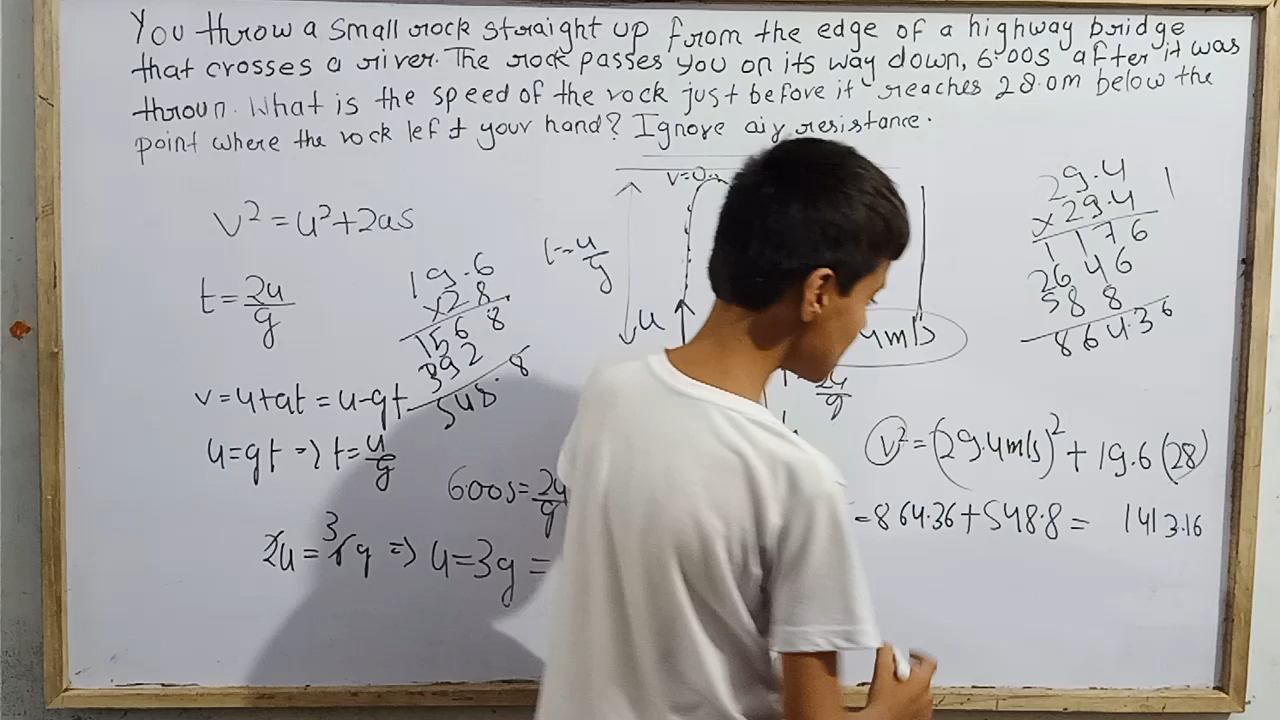 You throw a small rock straight up from the edge of a highway bridge
that crosses a river. The rock passes you on its way down, 6.00s after it was
thrown. What is the speed of the rock just before it reaches 28.0m below the
point where the rock left your hand? Ignore air resistance.
v² = u² + 2as
t = 2u/g
v = u + at = u - gt
u = gt => t = u/g
6.00s = 2u/g
2u = 6g => u = 3g =
3
19.6
x 28
1568
392
548.8
t = u/g
v=0
u
4m/s
2u/g
29.4
x 29.4
1176
2646
588
864.36
1
v² = (29.4m/s)² + 19.6(28)
= 864.36 + 548.8 = 1413.16